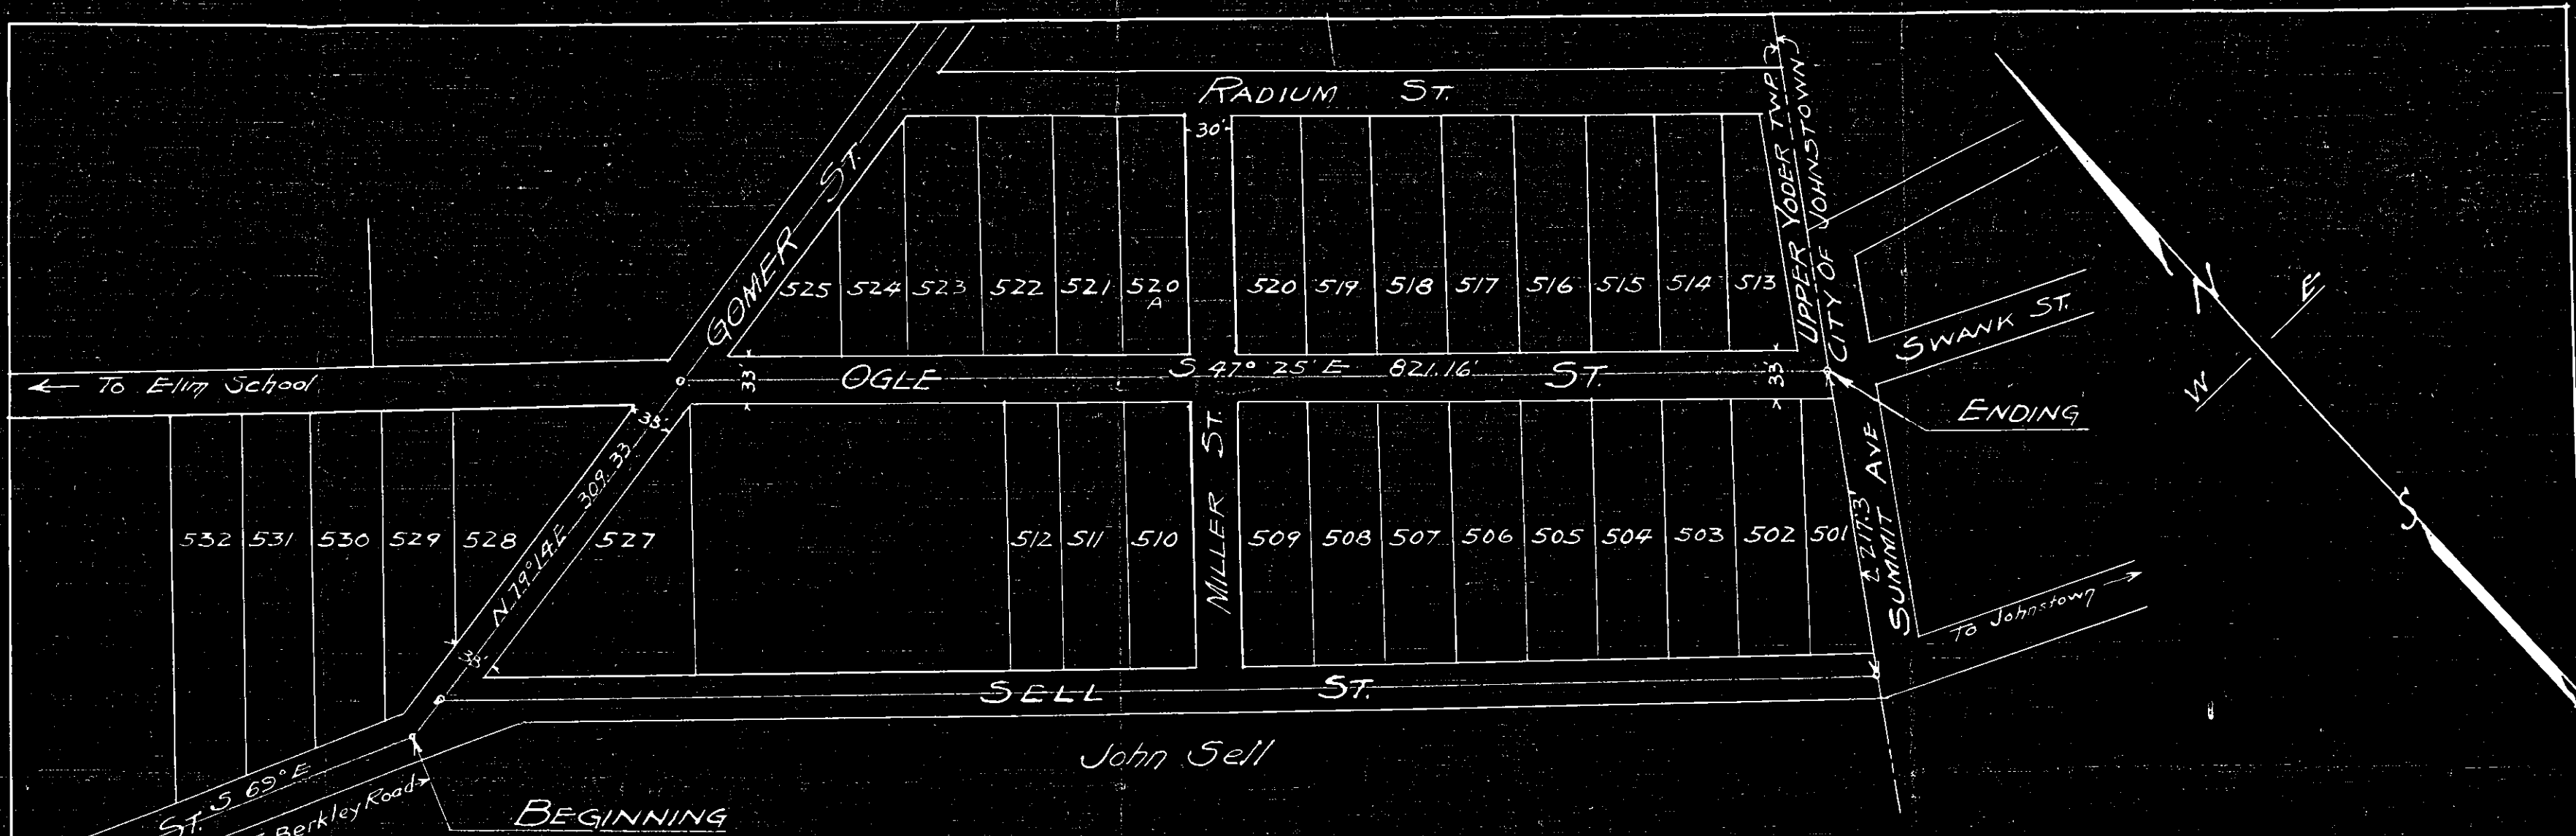 RADIUM ST.
30'
UPPER YODER TWP.
CITY OF JOHNSTOWN
GOMER ST.
525 524 523 522 521 520 A
520 519 518 517 516 515 514 513
N
E
W
S
SWANK ST.
← To Elim School
33'
OGLE ST.
S 47° 25' E 821.16'
33'
ENDING
33'
N 79° 14' E 309.33
MILLER ST.
217.3'
SUMMIT AVE
532 531 530 529 528 527
512 511 510
509 508 507 506 505 504 503 502 501
To Johnstown
SELL ST.
John Sell
S 69° E
ST.
Berkley Road
BEGINNING